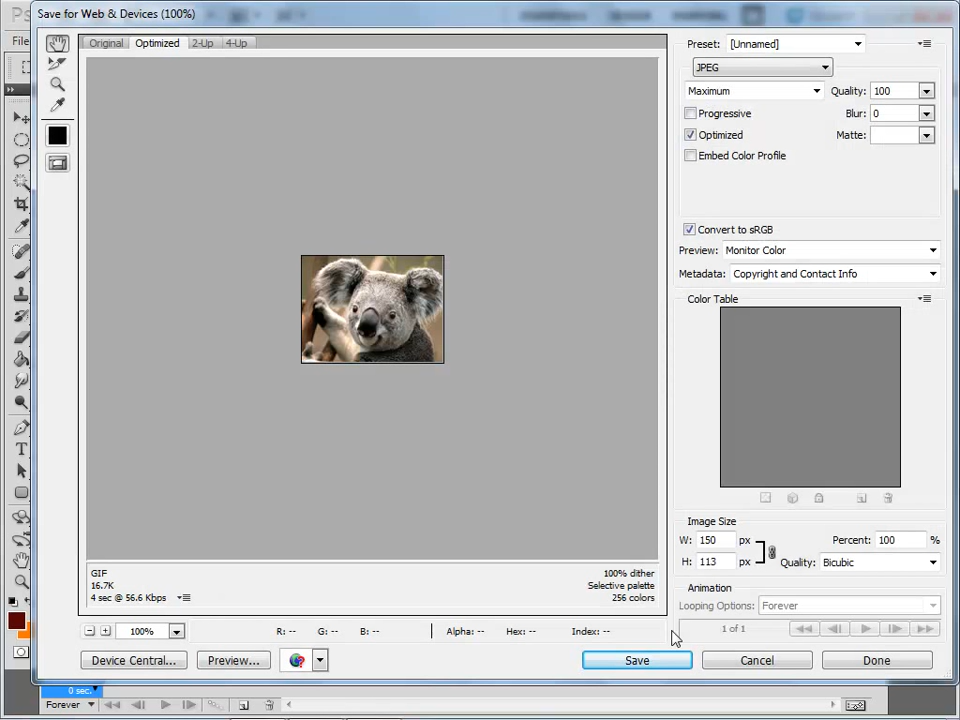 Save for Web & Devices (100%)
Ps
File
Original Optimized 2-Up 4-Up
Preset: [Unnamed]
JPEG
Maximum Quality: 100
Progressive Blur: 0
Optimized Matte:
Embed Color Profile
Convert to sRGB
Preview: Monitor Color
Metadata: Copyright and Contact Info
Color Table
Image Size
W: 150 px Percent: 100 %
H: 113 px Quality: Bicubic
Animation
Looping Options: Forever
1 of 1
GIF 100% dither
16.7K Selective palette
4 sec @ 56.6 Kbps 256 colors
100% R: -- G: -- B: -- Alpha: -- Hex: -- Index: --
Device Central... Preview... Save Cancel Done
0 sec.
Forever